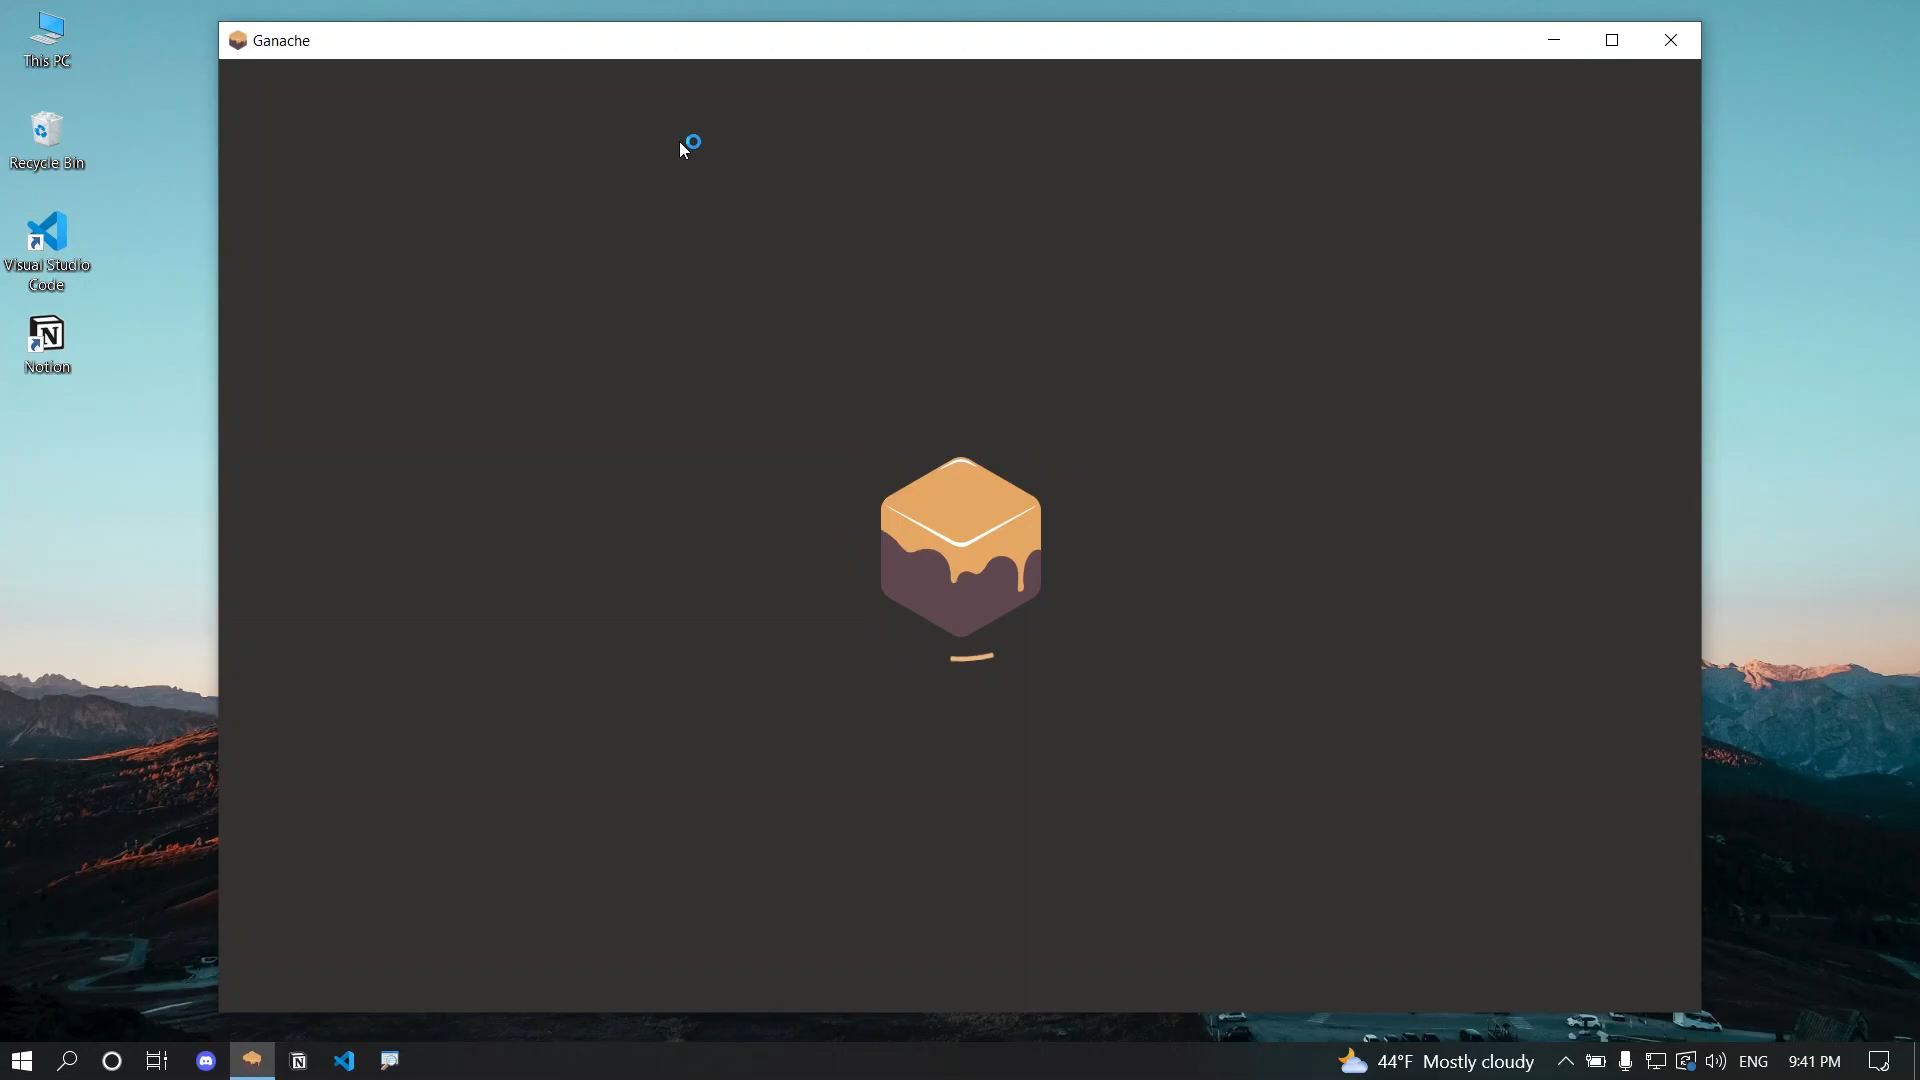 Ganache
This PC
Recycle Bin
Visual Studio
Code
Notion
44°F Mostly cloudy
ENG
9:41 PM